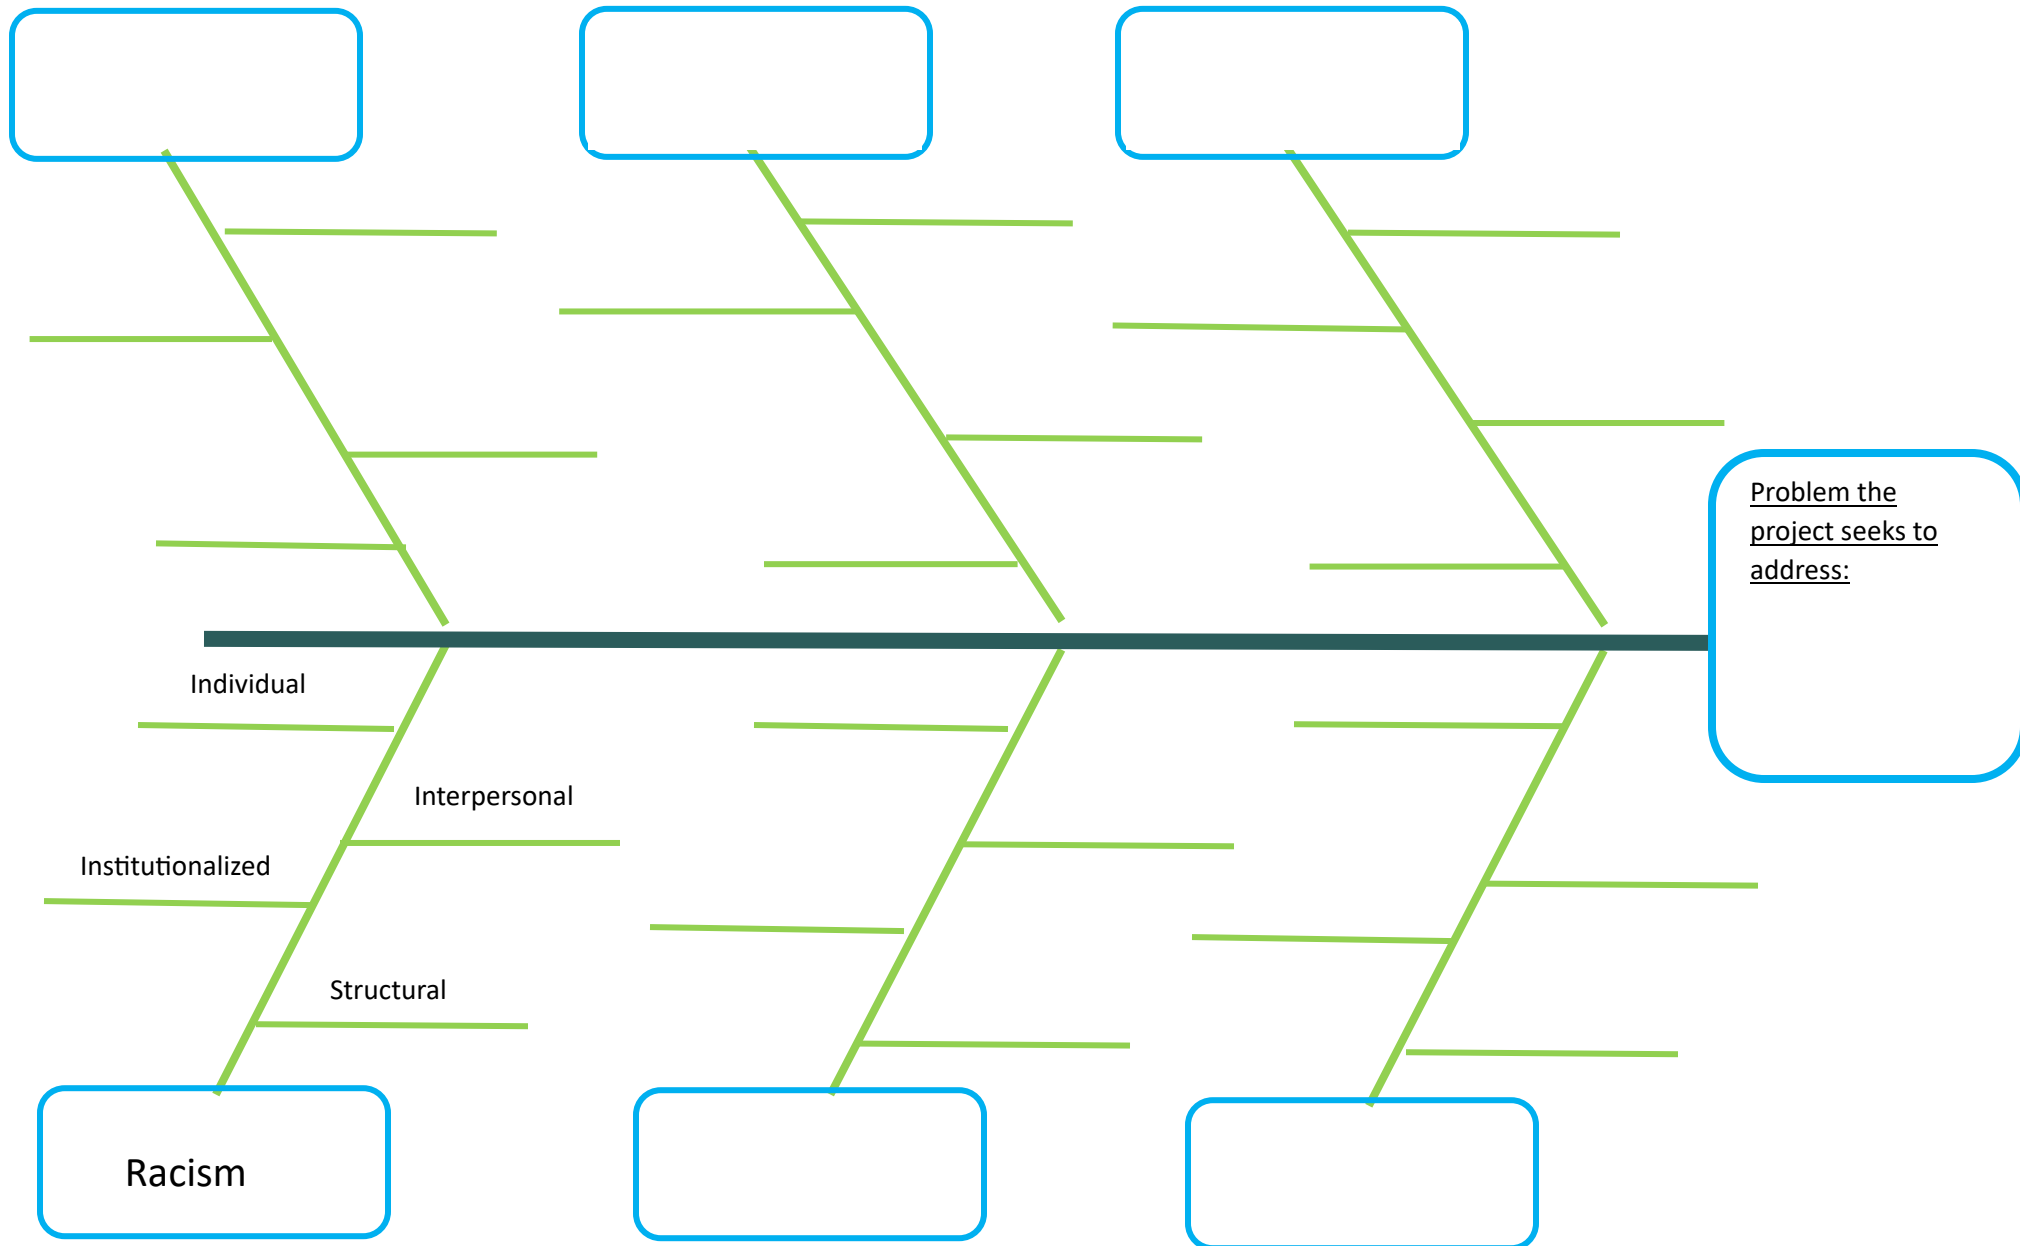 Problem the
project seeks to
address:
Individual
Interpersonal
Institutionalized
Structural
Racism